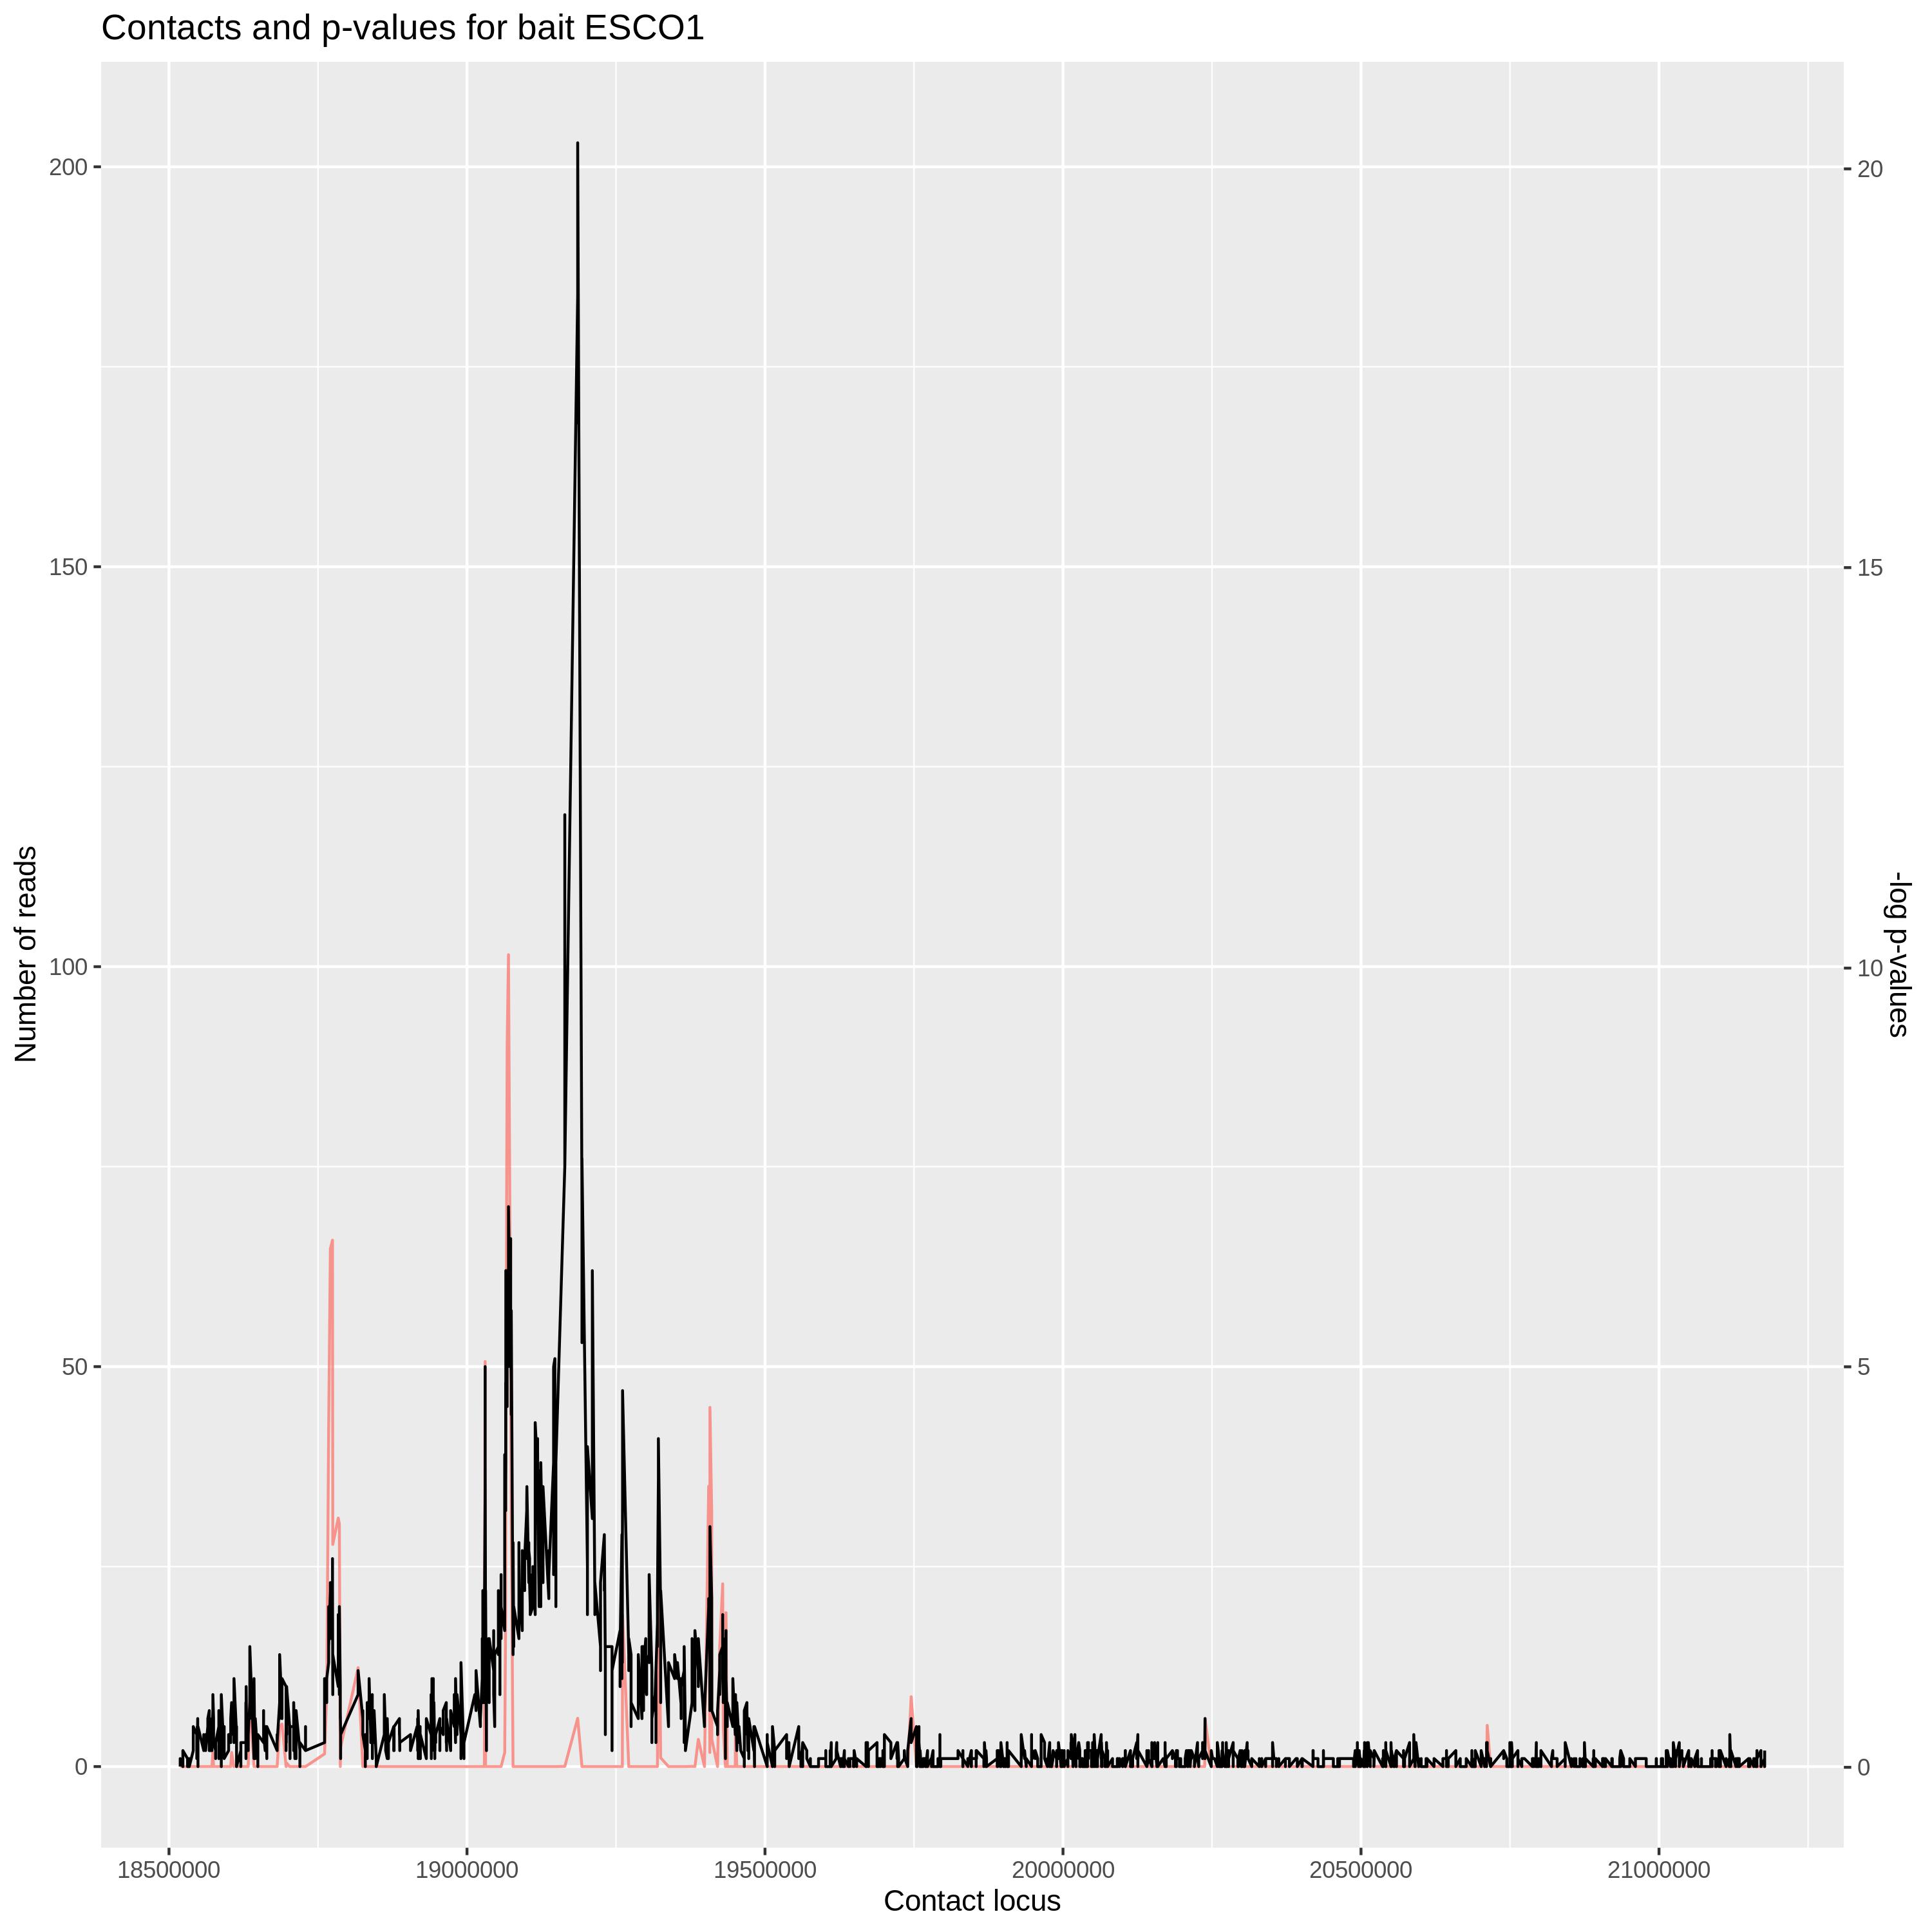 Contacts and p-values for bait ESCO1
Number of reads
200
150
100
50
0
20
15
10
5
0
-log p-values
18500000 19000000 19500000 20000000 20500000 21000000
Contact locus